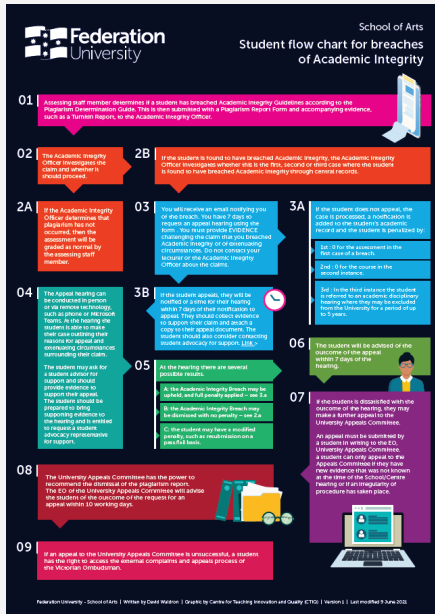 Federation
University
School of Arts
Student flow chart for breaches
of Academic Integrity
01
Assessing staff member determines if a student has breached Academic Integrity Guidelines according to the
Plagiarism Determination Guide. This is then submitted with a Plagiarism Report Form and accompanying evidence,
such as a Turnitin Report, to the Academic Integrity Officer.
02
The Academic Integrity
Officer investigates the
claim and whether it
should proceed.
2B
If the student is found to have breached Academic Integrity, the Academic Integrity
Officer investigates whether this is the first, second or third case where the student
is found to have breached Academic Integrity through central records.
2A
If the Academic Integrity
Officer determines that
plagiarism has not
occurred, then the
assessment will be
graded as normal by
the assessing staff
member.
03
You will receive an email notifying you
of the breach. You have 7 days to
request an appeal hearing using the
form. You must provide EVIDENCE
challenging the claim that you breached
Academic Integrity or of extenuating
circumstances. Do not contact your
lecturer or the Academic Integrity
Officer about the claims.
3A
If the student does not appeal, the
case is processed, a notification is
added to the student's academic
record and the student is penalized by:
1st : 0 for the assessment in the
first case of a breach.
2nd : 0 for the course in the
second instance.
3rd : In the third instance the student
is referred to an academic disciplinary
hearing where they may be excluded
from the University for a period of up
to 5 years.
04
The Appeal hearing
can be conducted in person
or via remote technology,
such as phone or Microsoft
Teams. At the hearing the
student is able to make
their case outlining their
reasons for appeal and
extenuating circumstances
surrounding their claim.
The student may ask for
a student advisor for
support and should
provide evidence to
support their appeal.
The student should be
prepared to bring
supporting evidence to
the hearing and is entitled
to request a student
advocacy representative
for support.
3B
If the student appeals, they will be
notified of a time for their hearing
within 7 days of their notification to
appeal. They should collect evidence
to support their claim and attach a
copy to their appeal document. The
student should also consider contacting
student advocacy for support. Link >
05
At the hearing there are several
possible results.
A: the Academic Integrity Breach may be
upheld, and full penalty applied – see 3.a
B: the Academic Integrity Breach may be
dismissed with no penalty – see 2.a
C: the student may have a modified
penalty, such as resubmission on a
pass/fail basis.
06
The student will be advised of the
outcome of the appeal
within 7 days of the
hearing.
07
If the student is dissatisfied with the
outcome of the hearing, they may
make a further appeal to the
University Appeals Committee.
An appeal must be submitted by
a student in writing to the EO,
University Appeals Committee.
a student can only appeal to the
Appeals Committee if they have
new evidence that was not known
at the time of the School/Centre
hearing or if an irregularity of
procedure has taken place.
08
The University Appeals Committee has the power to
recommend the dismissal of the plagiarism report.
The EO of the University Appeals Committee will advise
the student of the outcome of the request for an
appeal within 10 working days.
09
If an appeal to the University Appeals Committee is unsuccessful, a student
has the right to access the external complaints and appeals process of
the Victorian Ombudsman.
Federation University – School of Arts | Written by David Waldron | Graphic by Centre for Teaching Innovation and Quality (CTIQ) | Version 1 | Last modified 9 June 2021